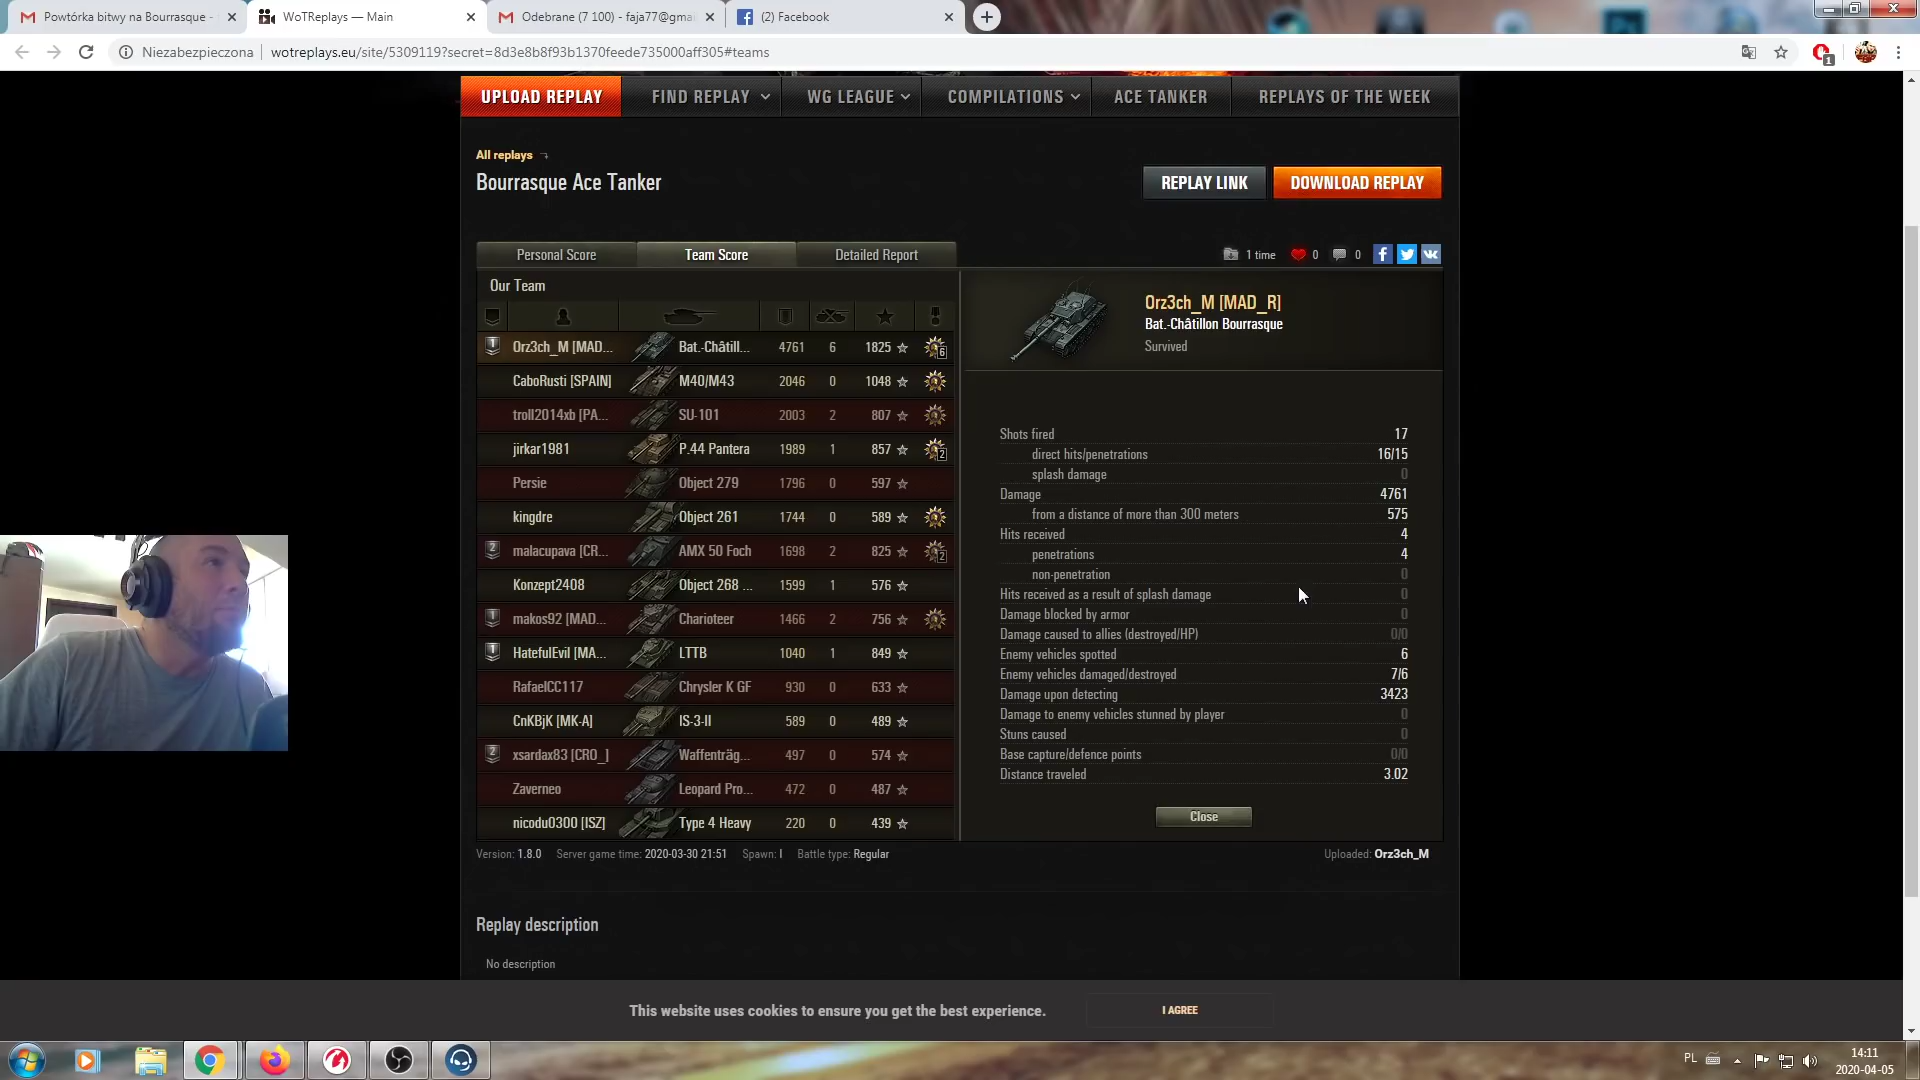 Powtórka bitwy na Bourrasque -
WoTReplays — Main
Odebrane (7 100) - faja77@gmai
(2) Facebook
Niezabezpieczona
wotreplays.eu/site/5309119?secret=8d3e8b8f93b1370feede735000aff305#teams
1
UPLOAD REPLAY
FIND REPLAY
WG LEAGUE
COMPILATIONS
ACE TANKER
REPLAYS OF THE WEEK
All replays
Bourrasque Ace Tanker
REPLAY LINK
DOWNLOAD REPLAY
Personal Score
Team Score
Detailed Report
1 time
0
0
Our Team
1 Orz3ch_M [MAD... Bat.-Châtill... 4761 6 1825 6
CaboRusti [SPAIN] M40/M43 2046 0 1048
troll2014xb [PA... SU-101 2003 2 807
jirkar1981 P.44 Pantera 1989 1 857 2
Persie Object 279 1796 0 597
kingdre Object 261 1744 0 589
2 malacupava [CR... AMX 50 Foch 1698 2 825 2
Konzept2408 Object 268 ... 1599 1 576
1 makos92 [MAD... Charioteer 1466 2 756
1 HatefulEvil [MA... LTTB 1040 1 849
RafaelCC117 Chrysler K GF 930 0 633
CnKBjK [MK-A] IS-3-II 589 0 489
2 xsardax83 [CRO_] Waffenträg... 497 0 574
Zaverneo Leopard Pro... 472 0 487
nicodu0300 [ISZ] Type 4 Heavy 220 0 439
Orz3ch_M [MAD_R]
Bat.-Châtillon Bourrasque
Survived
Shots fired 17
direct hits/penetrations 16/15
splash damage 0
Damage 4761
from a distance of more than 300 meters 575
Hits received 4
penetrations 4
non-penetration 0
Hits received as a result of splash damage 0
Damage blocked by armor 0
Damage caused to allies (destroyed/HP) 0/0
Enemy vehicles spotted 6
Enemy vehicles damaged/destroyed 7/6
Damage upon detecting 3423
Damage to enemy vehicles stunned by player 0
Stuns caused 0
Base capture/defence points 0/0
Distance traveled 3.02
Close
Version: 1.8.0 Server game time: 2020-03-30 21:51 Spawn: I Battle type: Regular
Uploaded: Orz3ch_M
Replay description
No description
This website uses cookies to ensure you get the best experience.
I AGREE
PL
14:11
2020-04-05